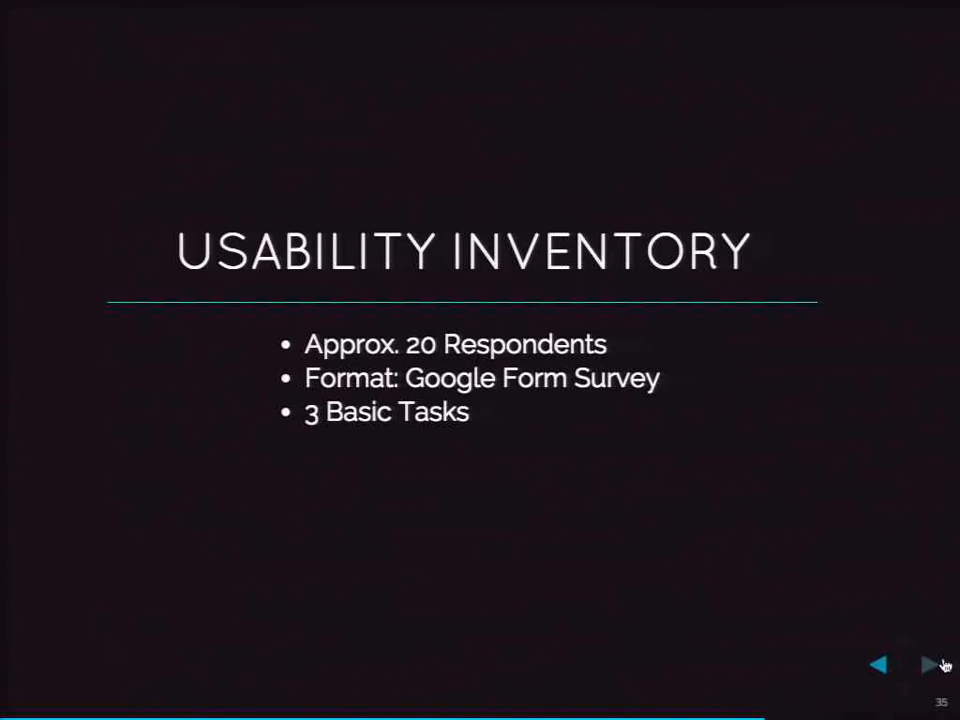 USABILITY INVENTORY
• Approx. 20 Respondents
• Format: Google Form Survey
• 3 Basic Tasks
35